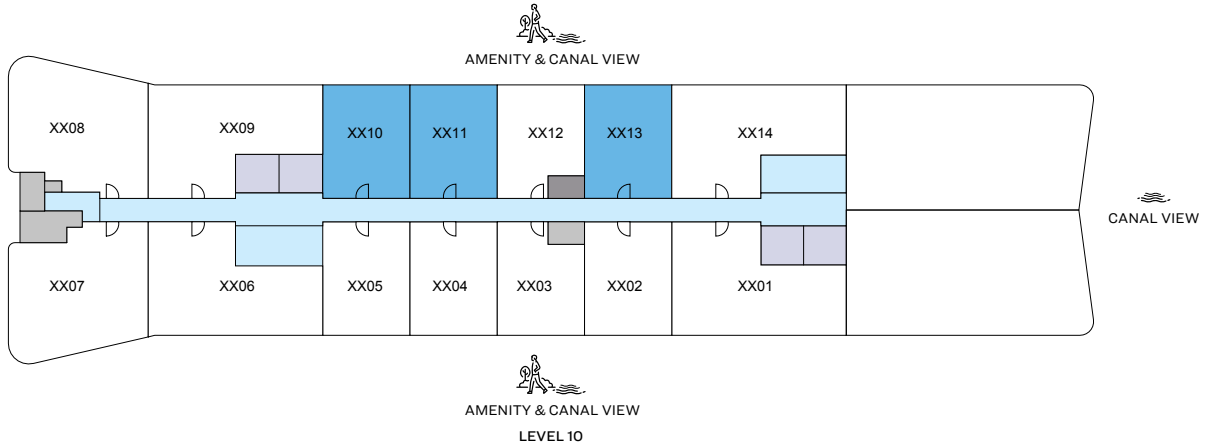 AMENITY & CANAL VIEW
XX08
XX09
XX10
XX11
XX12
XX13
XX14
CANAL VIEW
XX07
XX06
XX05
XX04
XX03
XX02
XX01
AMENITY & CANAL VIEW
LEVEL 10